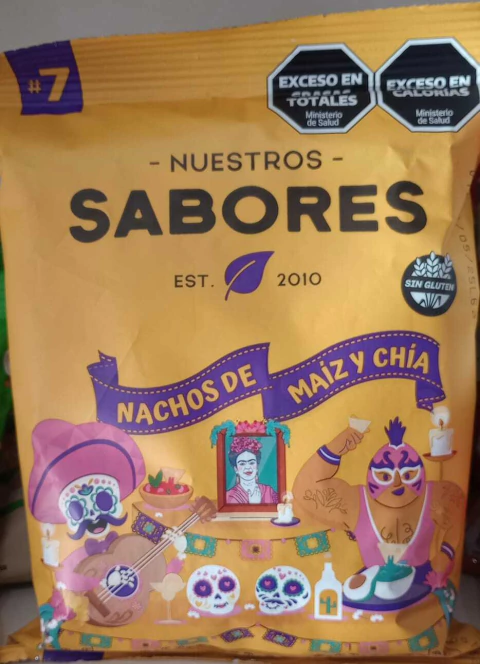 #7
EXCESO EN
GRASAS
TOTALES
Ministerio
de Salud
EXCESO EN
CALORÍAS
Ministerio
de Salud
- NUESTROS -
SABORES
EST. 2010
SIN GLUTEN
NACHOS DE
MAÍZ Y CHÍA